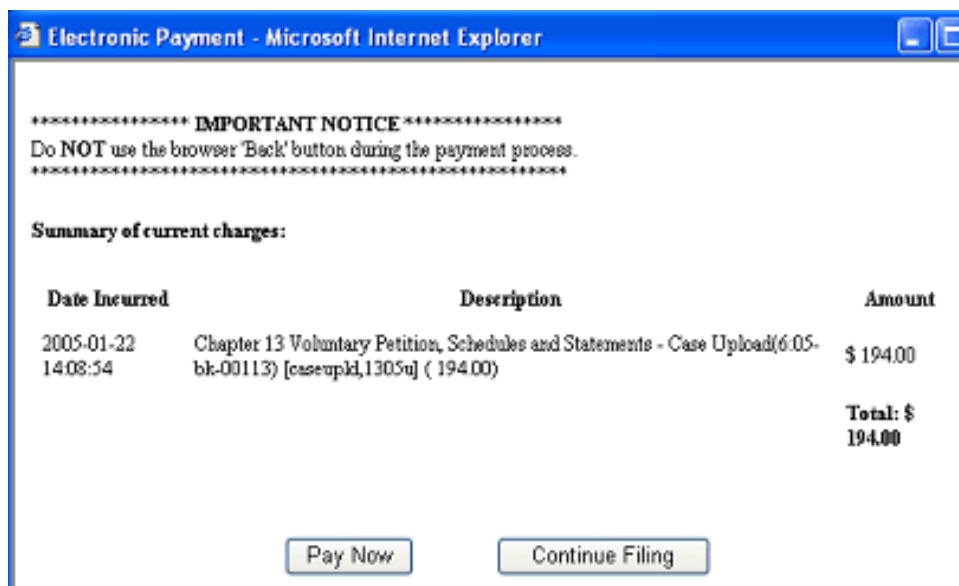 Electronic Payment - Microsoft Internet Explorer
***************** IMPORTANT NOTICE *****************
Do NOT use the browser 'Back' button during the payment process.
*********************************************************
Summary of current charges:
Date Incurred Description Amount
2005-01-22 Chapter 13 Voluntary Petition, Schedules and Statements - Case Upload(6:05-
14:08:54 bk-00113) [caseupld,1305u] ( 194.00) $ 194.00
Total: $
194.00
Pay Now Continue Filing